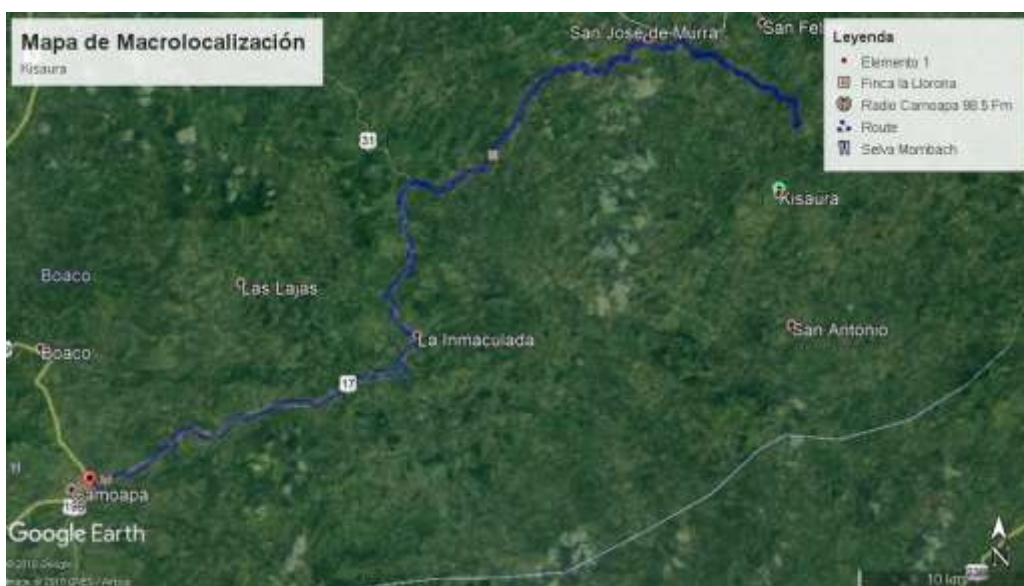 Mapa de Macrolocalización
Kisaura
San José de Murra
San Fel
Leyenda
Elemento 1
Finca la Llorona
Radio Camoapa 98.5 Fm
Route
Selva Mombach
31
Kisaura
Boaco
Las Lajas
San Antonio
La Inmaculada
Boaco
17
Camoapa
Google Earth
N
10 km